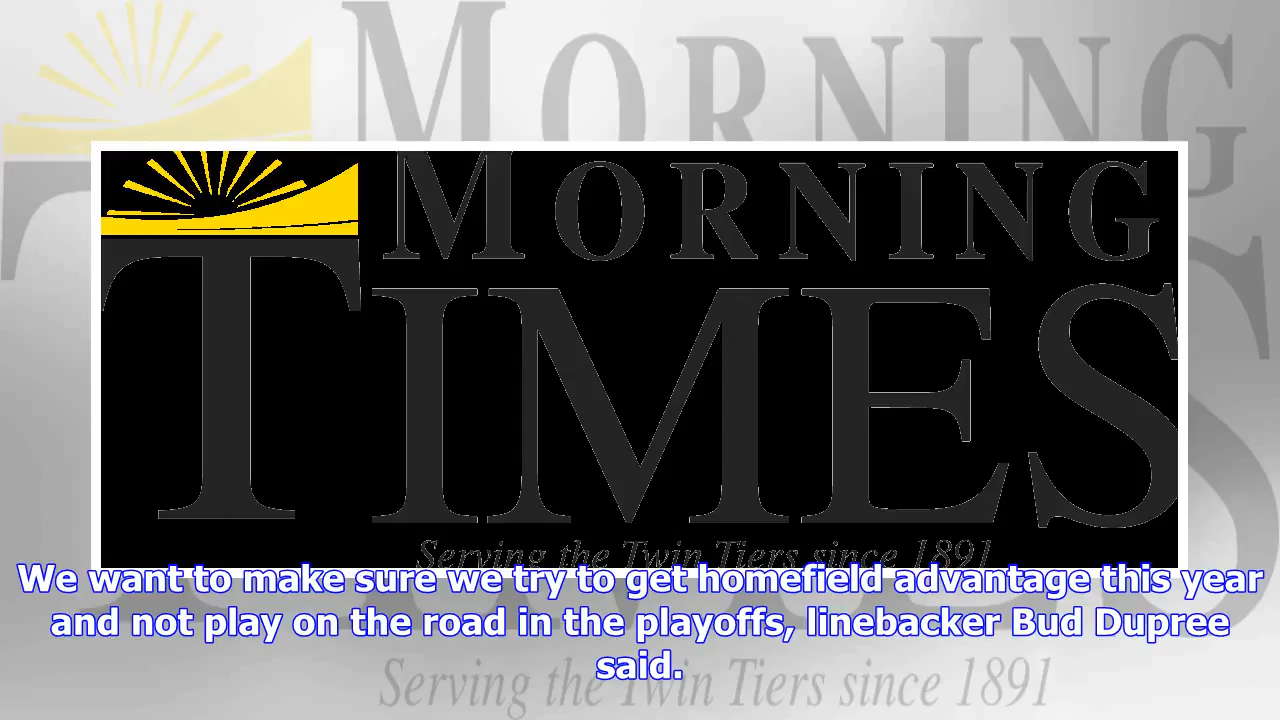 MORNING
MORNING
TIMES
Serving the Twin Tiers since 1891
We want to make sure we try to get homefield advantage this year
and not play on the road in the playoffs, linebacker Bud Dupree
said.
Serving the Twin Tiers since 1891